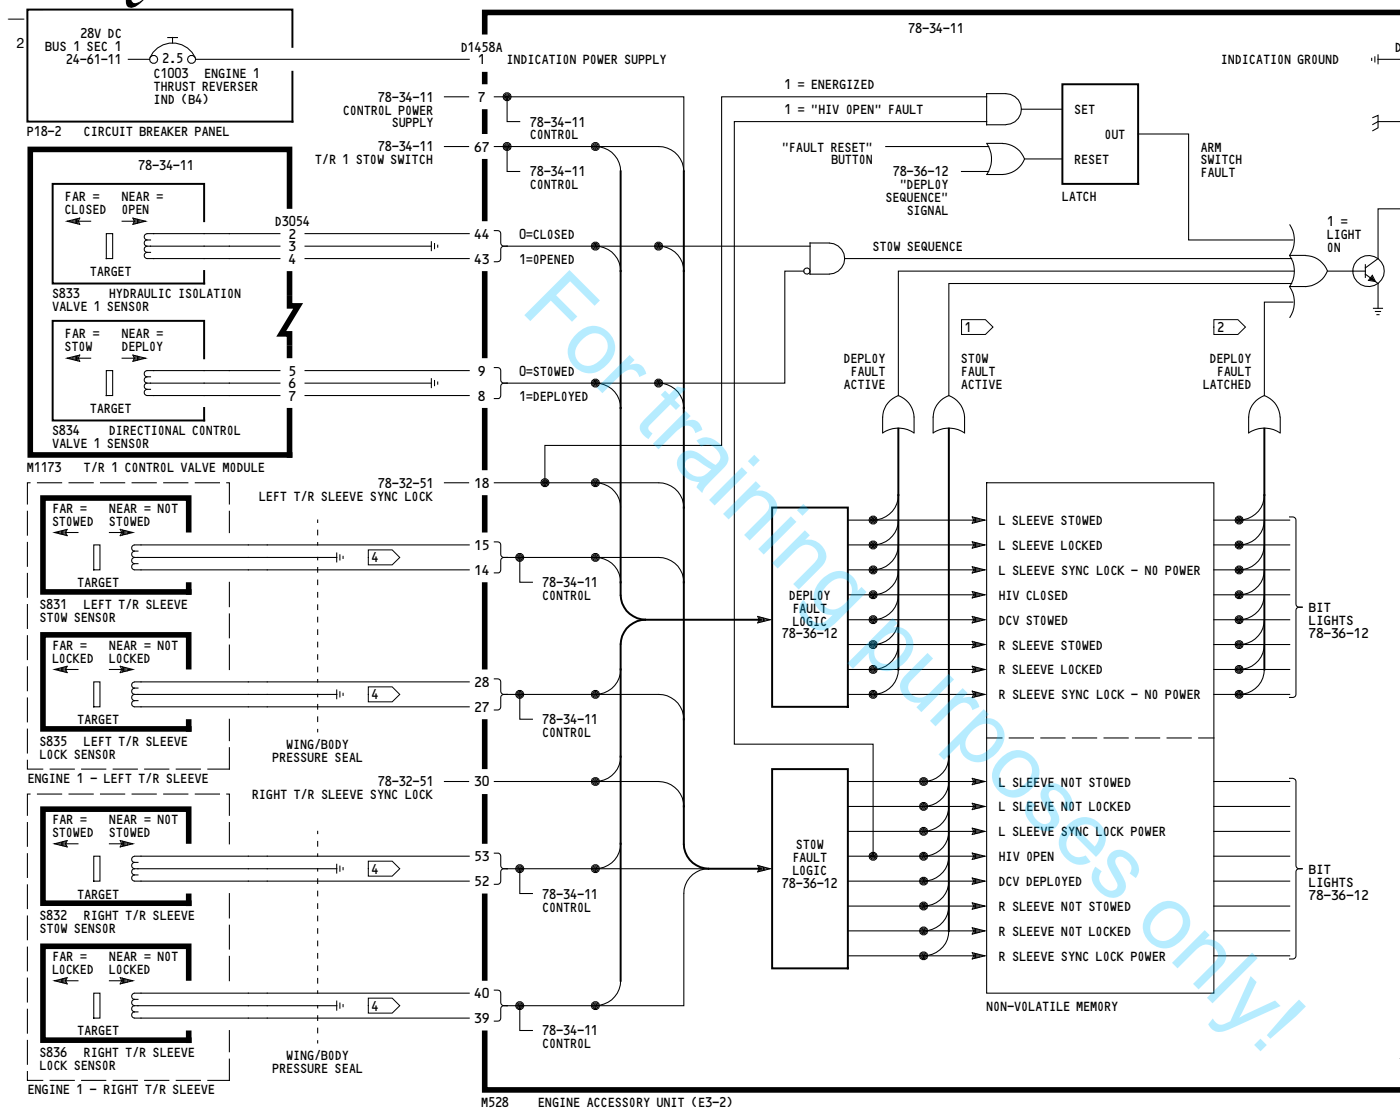 2
28V DC
BUS 1 SEC 1
24-61-11
2.5
C1003 ENGINE 1
THRUST REVERSER
IND (B4)
P18-2 CIRCUIT BREAKER PANEL
78-34-11
FAR =
CLOSED
NEAR =
OPEN
TARGET
S833 HYDRAULIC ISOLATION
VALVE 1 SENSOR
FAR =
STOW
NEAR =
DEPLOY
TARGET
S834 DIRECTIONAL CONTROL
VALVE 1 SENSOR
M1173 T/R 1 CONTROL VALVE MODULE
D3054
2
3
4
5
6
7
FAR =
STOWED
NEAR = NOT
STOWED
TARGET
S831 LEFT T/R SLEEVE
STOW SENSOR
FAR =
LOCKED
NEAR = NOT
LOCKED
TARGET
S835 LEFT T/R SLEEVE
LOCK SENSOR
ENGINE 1 - LEFT T/R SLEEVE
FAR =
STOWED
NEAR = NOT
STOWED
TARGET
S832 RIGHT T/R SLEEVE
STOW SENSOR
FAR =
LOCKED
NEAR = NOT
LOCKED
TARGET
S836 RIGHT T/R SLEEVE
LOCK SENSOR
ENGINE 1 - RIGHT T/R SLEEVE
4
4
WING/BODY
PRESSURE SEAL
4
4
WING/BODY
PRESSURE SEAL
D1458A
1 INDICATION POWER SUPPLY
78-34-11
CONTROL POWER
SUPPLY
7
78-34-11
CONTROL
78-34-11
T/R 1 STOW SWITCH
67
78-34-11
CONTROL
44
43
0=CLOSED
1=OPENED
9
8
0=STOWED
1=DEPLOYED
78-32-51
LEFT T/R SLEEVE SYNC LOCK
18
15
14
78-34-11
CONTROL
28
27
78-34-11
CONTROL
78-32-51
RIGHT T/R SLEEVE SYNC LOCK
30
53
52
78-34-11
CONTROL
40
39
78-34-11
CONTROL
M528 ENGINE ACCESSORY UNIT (E3-2)
78-34-11
INDICATION GROUND
D
1 = ENERGIZED
1 = "HIV OPEN" FAULT
"FAULT RESET"
BUTTON
78-36-12
"DEPLOY
SEQUENCE"
SIGNAL
SET
OUT
RESET
LATCH
ARM
SWITCH
FAULT
STOW SEQUENCE
1 =
LIGHT
ON
DEPLOY
FAULT
ACTIVE
1
STOW
FAULT
ACTIVE
2
DEPLOY
FAULT
LATCHED
DEPLOY
FAULT
LOGIC
78-36-12
L SLEEVE STOWED
L SLEEVE LOCKED
L SLEEVE SYNC LOCK - NO POWER
HIV CLOSED
DCV STOWED
R SLEEVE STOWED
R SLEEVE LOCKED
R SLEEVE SYNC LOCK - NO POWER
BIT
LIGHTS
78-36-12
STOW
FAULT
LOGIC
78-36-12
L SLEEVE NOT STOWED
L SLEEVE NOT LOCKED
L SLEEVE SYNC LOCK POWER
HIV OPEN
DCV DEPLOYED
R SLEEVE NOT STOWED
R SLEEVE NOT LOCKED
R SLEEVE SYNC LOCK POWER
BIT
LIGHTS
78-36-12
NON-VOLATILE MEMORY
For training purposes only!